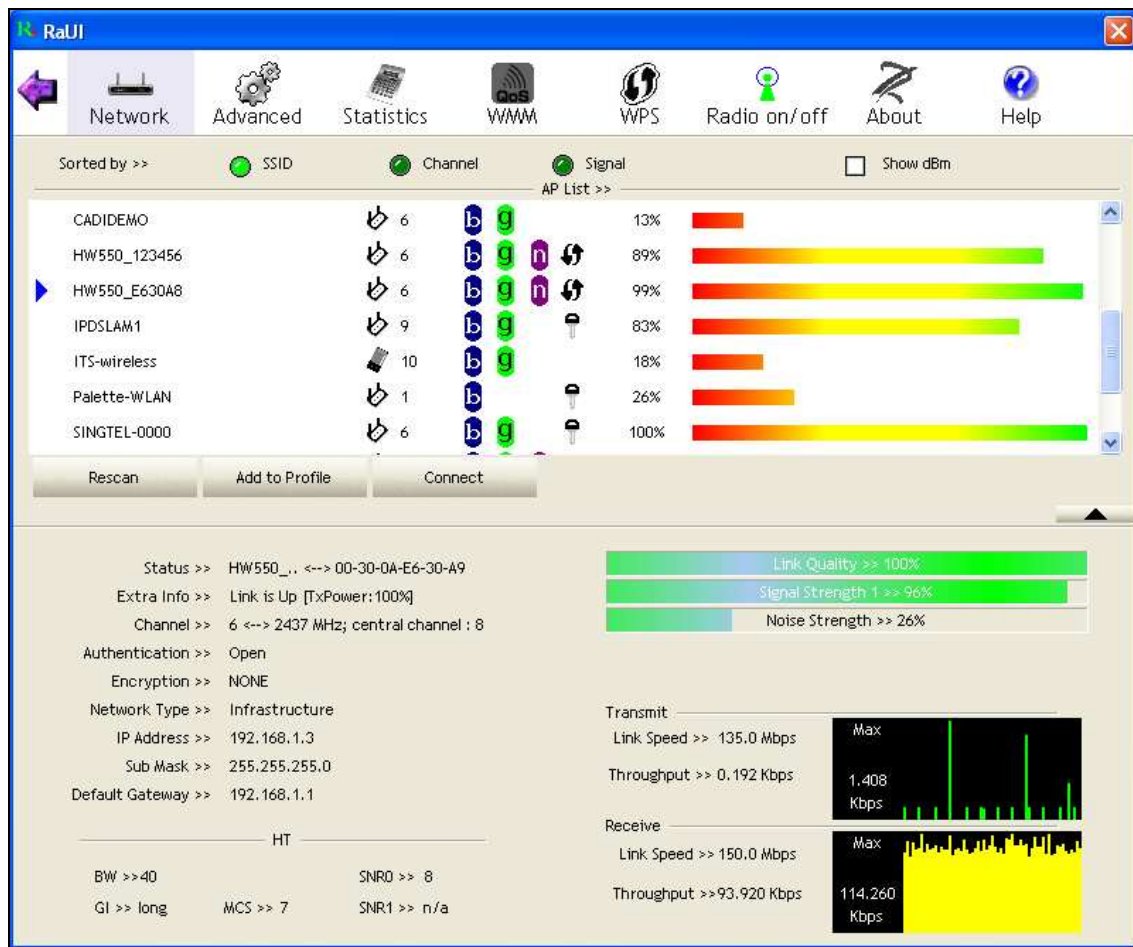 RaUI
Network Advanced Statistics QoS WMM WPS Radio on/off About Help
Sorted by >> SSID Channel Signal Show dBm
AP List >>
CADIDEMO 6 b g 13%
HW550_123456 6 b g n 89%
HW550_E630A8 6 b g n 99%
IPDSLAM1 9 b g 83%
ITS-wireless 10 b g 18%
Palette-WLAN 1 b 26%
SINGTEL-0000 6 b g 100%
Rescan Add to Profile Connect
Status >> HW550_.. <--> 00-30-0A-E6-30-A9
Extra Info >> Link is Up [TxPower:100%]
Channel >> 6 <--> 2437 MHz; central channel : 8
Authentication >> Open
Encryption >> NONE
Network Type >> Infrastructure
IP Address >> 192.168.1.3
Sub Mask >> 255.255.255.0
Default Gateway >> 192.168.1.1
HT
BW >>40 SNR0 >> 8
GI >> long MCS >> 7 SNR1 >> n/a
Link Quality >> 100%
Signal Strength 1 >> 96%
Noise Strength >> 26%
Transmit
Link Speed >> 135.0 Mbps
Throughput >> 0.192 Kbps
Max
1.408
Kbps
Receive
Link Speed >> 150.0 Mbps
Throughput >>93.920 Kbps
Max
114.260
Kbps